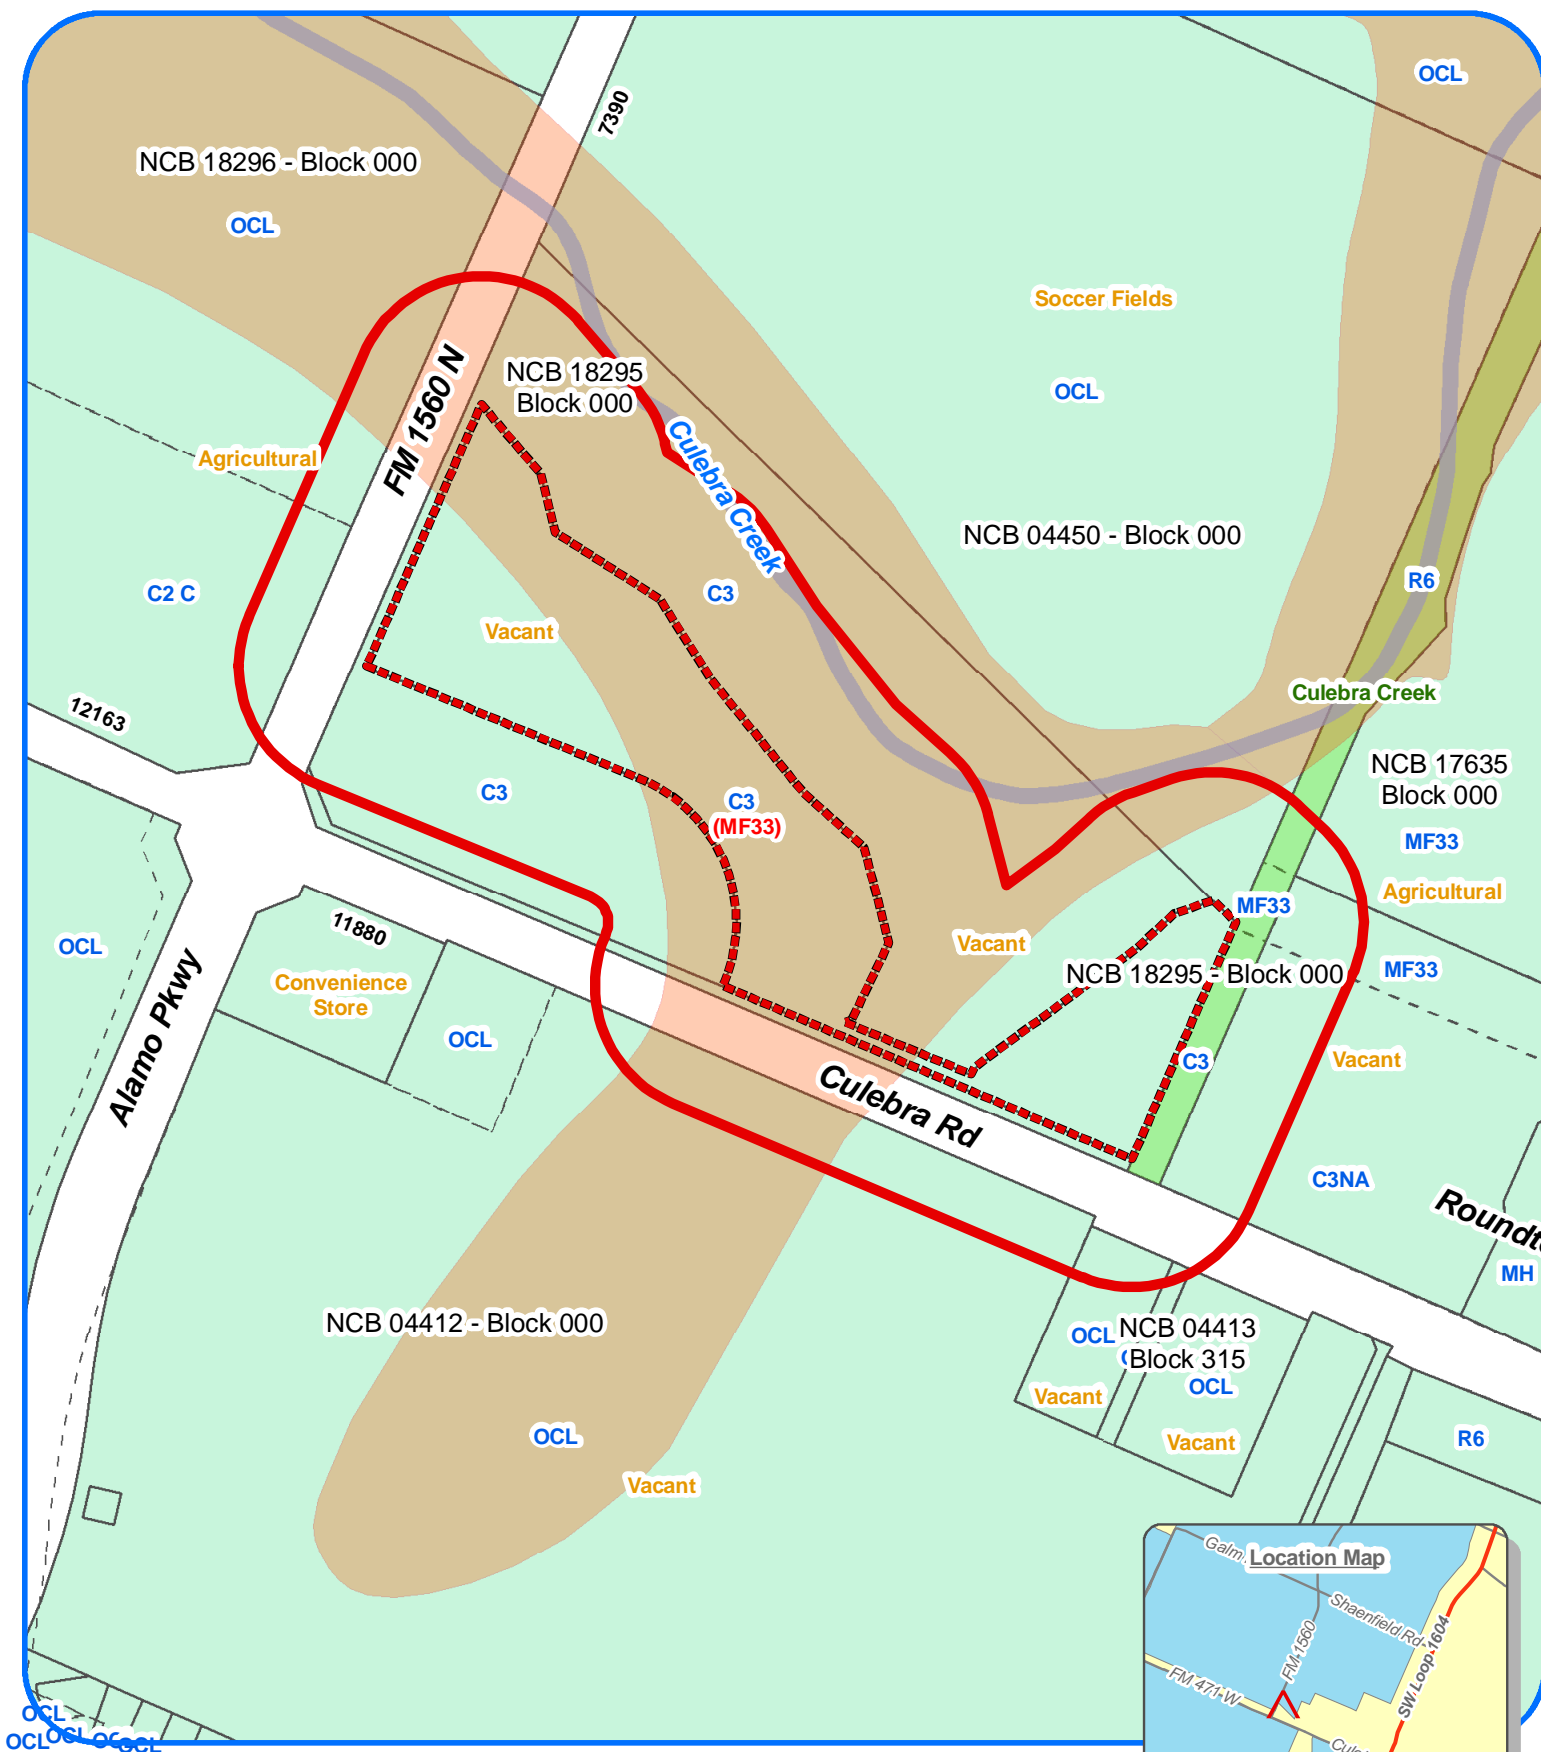 OCL
7390
NCB 18296 - Block 000
OCL
Soccer Fields
FM 1560 N
NCB 18295
Block 000
OCL
Agricultural
Culebra Creek
NCB 04450 - Block 000
C2 C
C3
R6
Vacant
Culebra Creek
12163
NCB 17635
Block 000
C3
C3
(MF33)
MF33
Agricultural
MF33
11880
OCL
Vacant
NCB 18295 - Block 000
MF33
Convenience
Store
Alamo Pkwy
OCL
C3
Vacant
Culebra Rd
C3NA
MH
NCB 04412 - Block 000
OCL
NCB 04413
Block 315
OCL
Vacant
OCL
Vacant
R6
Vacant
Location Map
Shaenfield Rd
FM 1560
SW Loop 1604
FM 471 W
OCL
OCL
OCL
OCL